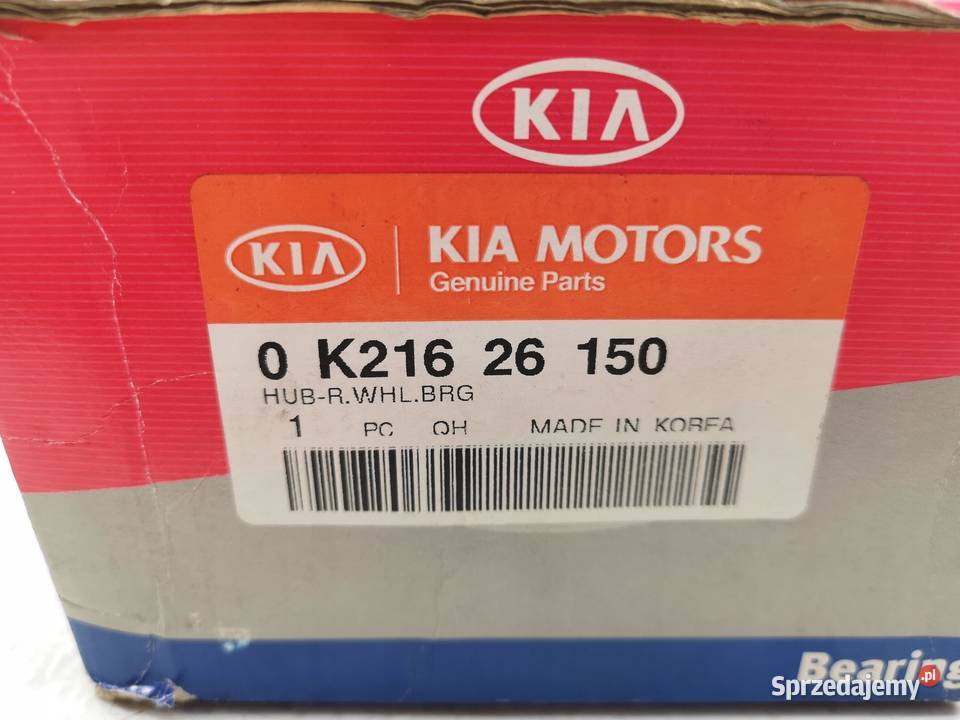 KIA
KIA
KIA MOTORS
Genuine Parts
0 K216 26 150
HUB-R.WHL.BRG
1 PC QH MADE IN KOREA
Bearing
Sprzedajemy.pl